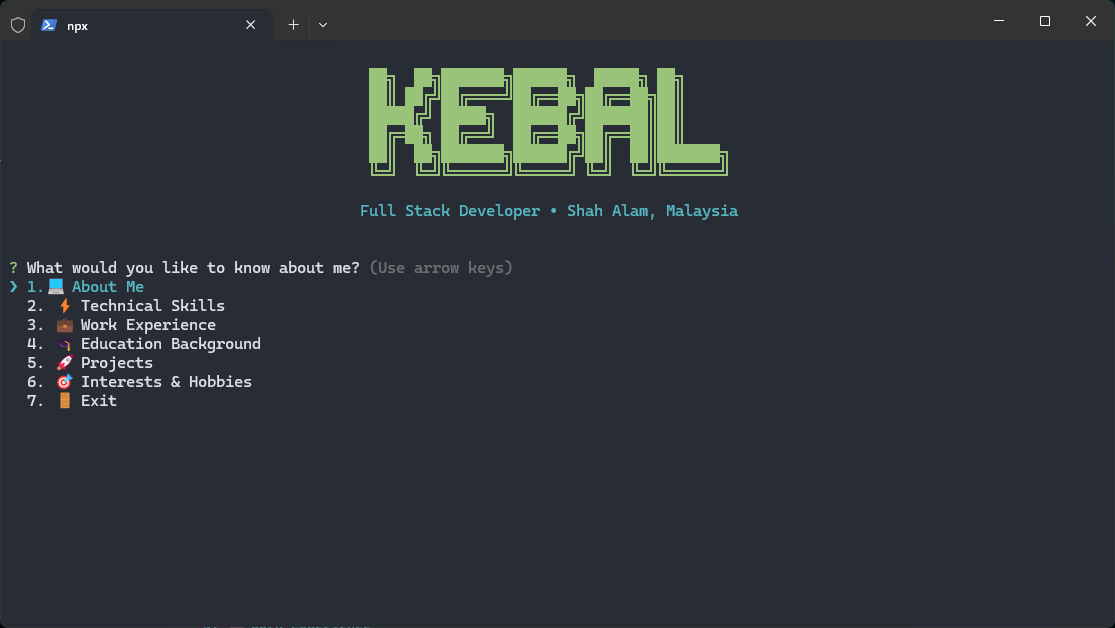 npx
KEBAL
Full Stack Developer • Shah Alam, Malaysia
? What would you like to know about me? (Use arrow keys)
❯ 1.💻 About Me
2. ⚡ Technical Skills
3. 💼 Work Experience
4. 🎓 Education Background
5. 🚀 Projects
6. 🎯 Interests & Hobbies
7. 🚪 Exit